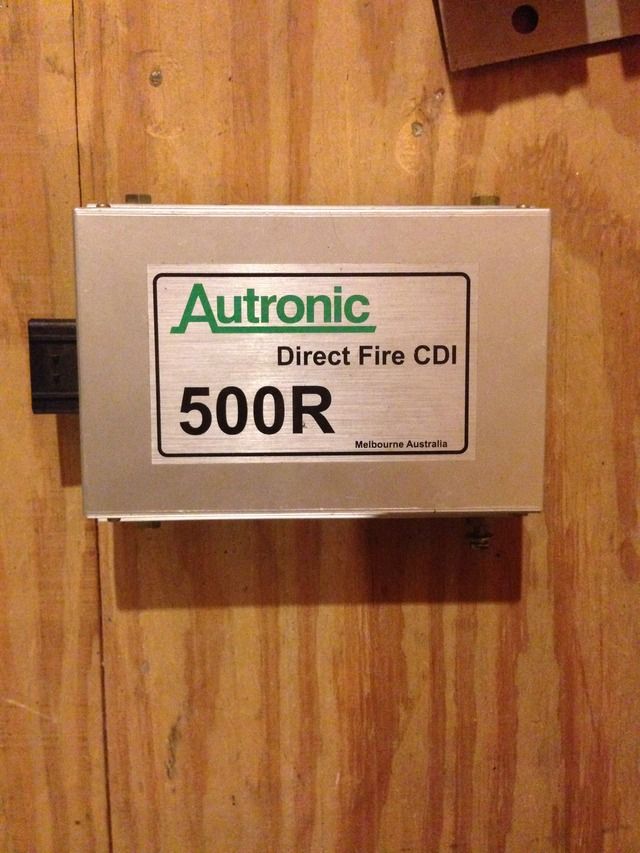 Autronic
Direct Fire CDI
500R
Melbourne Australia